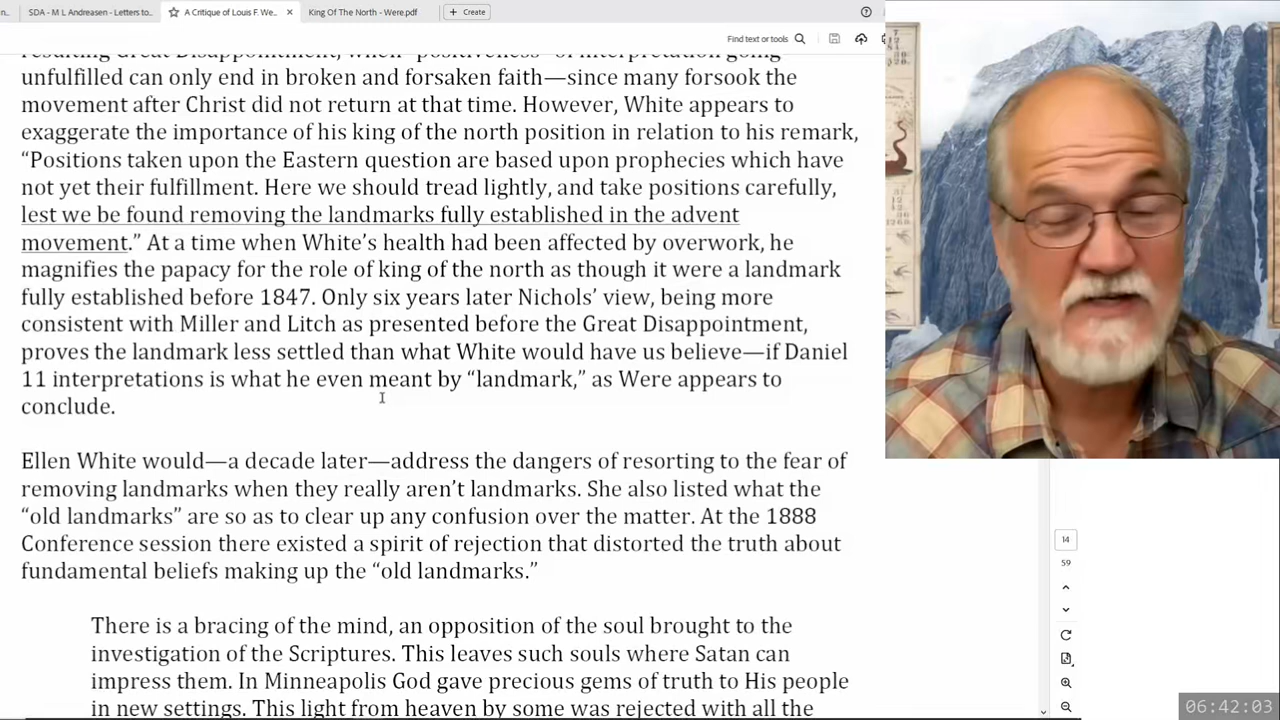 n..
SDA - M L Andreasen - Letters to...
A Critique of Louis F. We...
King Of The North - Were.pdf
Create
Find text or tools
unfulfilled can only end in broken and forsaken faith—since many forsook the
movement after Christ did not return at that time. However, White appears to
exaggerate the importance of his king of the north position in relation to his remark,
“Positions taken upon the Eastern question are based upon prophecies which have
not yet their fulfillment. Here we should tread lightly, and take positions carefully,
lest we be found removing the landmarks fully established in the advent
movement.” At a time when White’s health had been affected by overwork, he
magnifies the papacy for the role of king of the north as though it were a landmark
fully established before 1847. Only six years later Nichols’ view, being more
consistent with Miller and Litch as presented before the Great Disappointment,
proves the landmark less settled than what White would have us believe—if Daniel
11 interpretations is what he even meant by “landmark,” as Were appears to
conclude.
Ellen White would—a decade later—address the dangers of resorting to the fear of
removing landmarks when they really aren’t landmarks. She also listed what the
“old landmarks” are so as to clear up any confusion over the matter. At the 1888
Conference session there existed a spirit of rejection that distorted the truth about
fundamental beliefs making up the “old landmarks.”
There is a bracing of the mind, an opposition of the soul brought to the
investigation of the Scriptures. This leaves such souls where Satan can
impress them. In Minneapolis God gave precious gems of truth to His people
in new settings. This light from heaven by some was rejected with all the
14
59
06:42:03